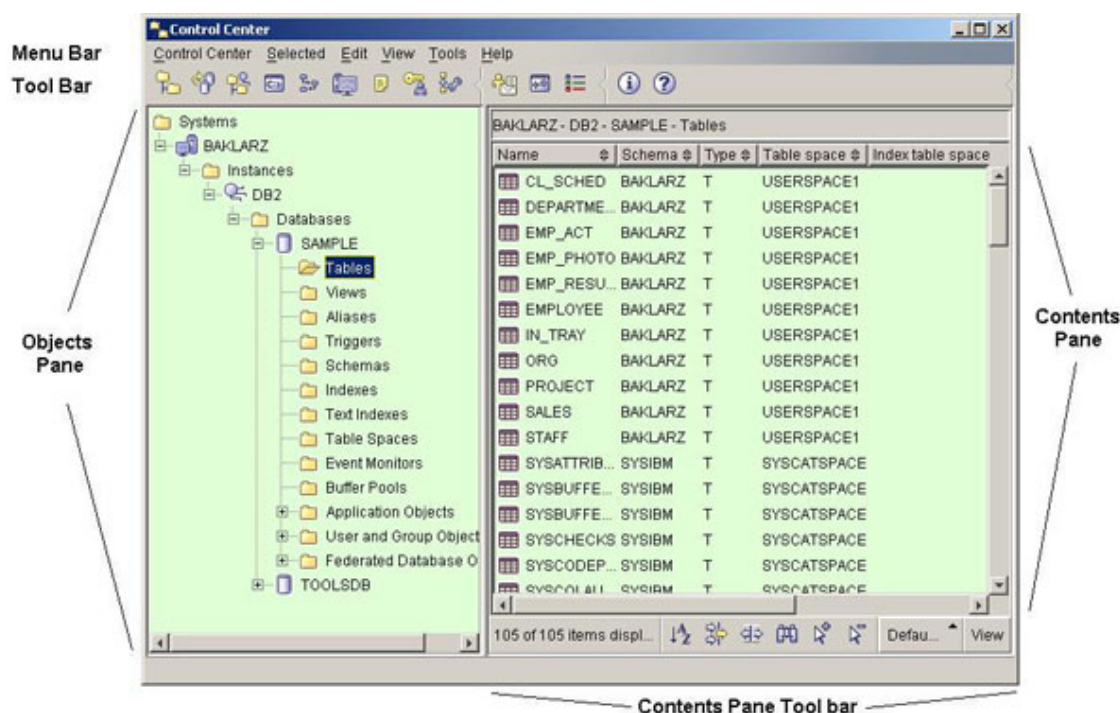 Control Center
Menu Bar
Control Center Selected Edit View Tools Help
Tool Bar
Objects Pane
Systems
BAKLARZ
Instances
DB2
Databases
SAMPLE
Tables
Views
Aliases
Triggers
Schemas
Indexes
Text Indexes
Table Spaces
Event Monitors
Buffer Pools
Application Objects
User and Group Object
Federated Database O
TOOLSDB
BAKLARZ - DB2 - SAMPLE - Tables
Name Schema Type Table space Index table space
CL_SCHED BAKLARZ T USERSPACE1
DEPARTME... BAKLARZ T USERSPACE1
EMP_ACT BAKLARZ T USERSPACE1
EMP_PHOTO BAKLARZ T USERSPACE1
EMP_RESU... BAKLARZ T USERSPACE1
EMPLOYEE BAKLARZ T USERSPACE1
IN_TRAY BAKLARZ T USERSPACE1
ORG BAKLARZ T USERSPACE1
PROJECT BAKLARZ T USERSPACE1
SALES BAKLARZ T USERSPACE1
STAFF BAKLARZ T USERSPACE1
SYSATTRIB... SYSIBM T SYSCATSPACE
SYSBUFFE... SYSIBM T SYSCATSPACE
SYSBUFFE... SYSIBM T SYSCATSPACE
SYSCHECKS SYSIBM T SYSCATSPACE
SYSCODEP... SYSIBM T SYSCATSPACE
SYSCOLAU... SYSIBM T SYSCATSPACE
105 of 105 items displ... Defau... View
Contents Pane
Contents Pane Tool bar